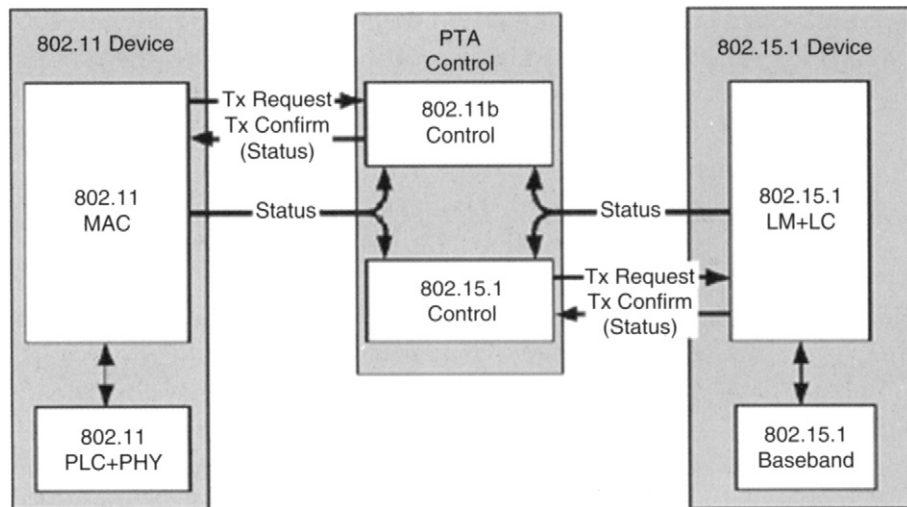 802.11 Device
802.11
MAC
802.11
PLC+PHY
Tx Request
Tx Confirm
(Status)
Status
PTA
Control
802.11b
Control
802.15.1
Control
Status
Tx Request
Tx Confirm
(Status)
802.15.1 Device
802.15.1
LM+LC
802.15.1
Baseband